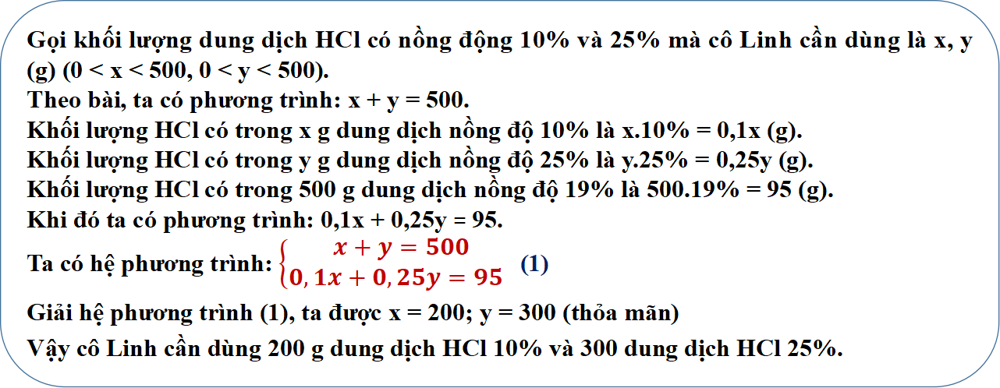 Gọi khối lượng dung dịch HCl có nồng động 10% và 25% mà cô Linh cần dùng là x, y
(g) (0 < x < 500, 0 < y < 500).
Theo bài, ta có phương trình: x + y = 500.
Khối lượng HCl có trong x g dung dịch nồng độ 10% là x.10% = 0,1x (g).
Khối lượng HCl có trong y g dung dịch nồng độ 25% là y.25% = 0,25y (g).
Khối lượng HCl có trong 500 g dung dịch nồng độ 19% là 500.19% = 95 (g).
Khi đó ta có phương trình: 0,1x + 0,25y = 95.
Ta có hệ phương trình: { x + y = 500
0, 1x + 0, 25y = 95 (1)
Giải hệ phương trình (1), ta được x = 200; y = 300 (thỏa mãn)
Vậy cô Linh cần dùng 200 g dung dịch HCl 10% và 300 dung dịch HCl 25%.